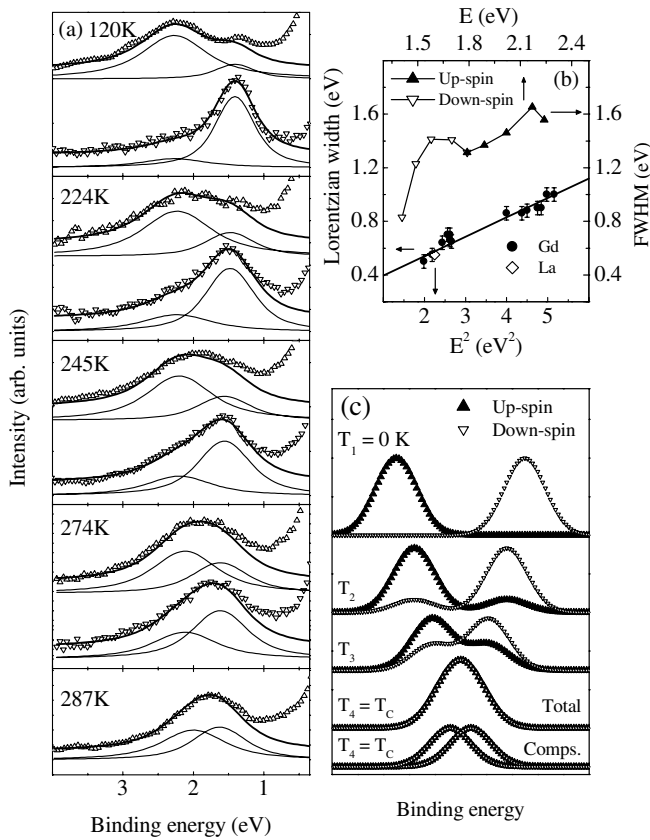 (a) 120K
224K
245K
274K
287K
Intensity (arb. units)
3 2 1
Binding energy (eV)
E (eV)
1.5 1.8 2.1 2.4
(b)
Up-spin
Down-spin
Lorentzian width (eV)
1.6
1.2
0.8
0.4
FWHM (eV)
1.6
1.2
0.8
0.4
Gd
La
2 3 4 5
E² (eV²)
(c)
Up-spin
Down-spin
T₁ = 0 K
T₂
T₃
T₄ = T_C Total
T₄ = T_C Comps.
Binding energy